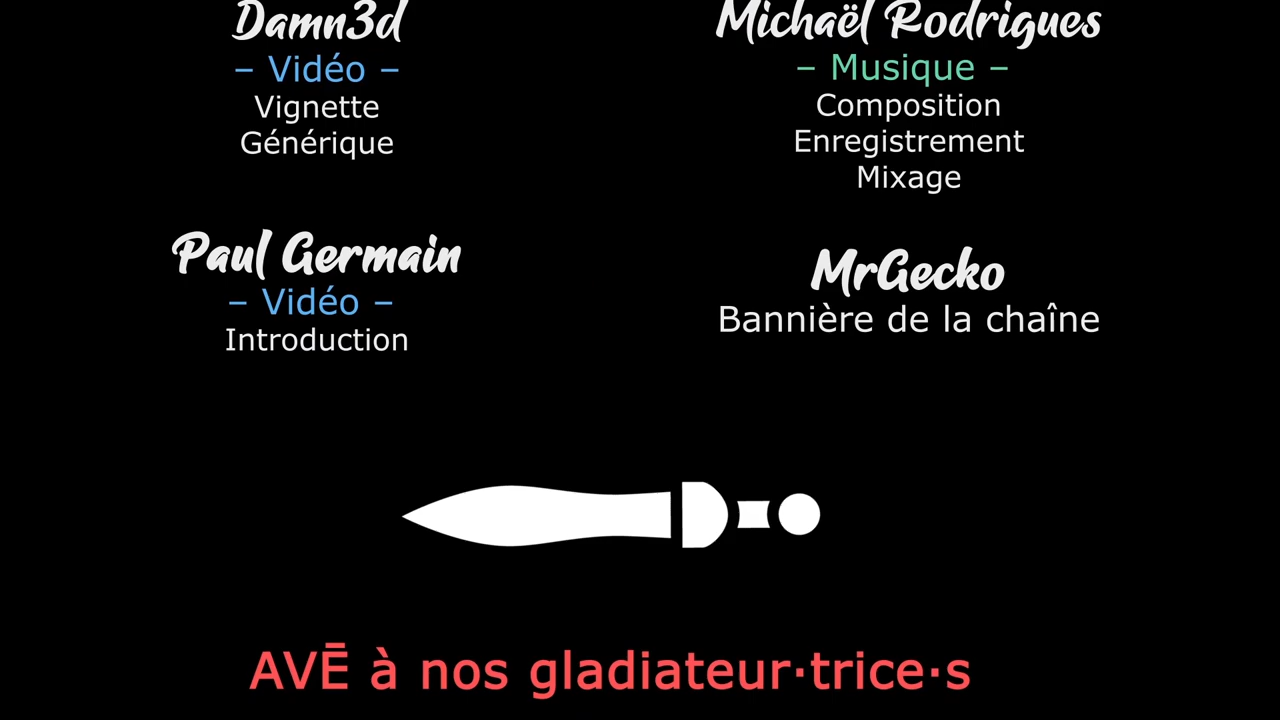 Damn3d
– Vidéo –
Vignette
Générique
Michaël Rodrigues
– Musique –
Composition
Enregistrement
Mixage
Paul Germain
– Vidéo –
Introduction
MrGecko
Bannière de la chaîne
AVĒ à nos gladiateur·trice·s